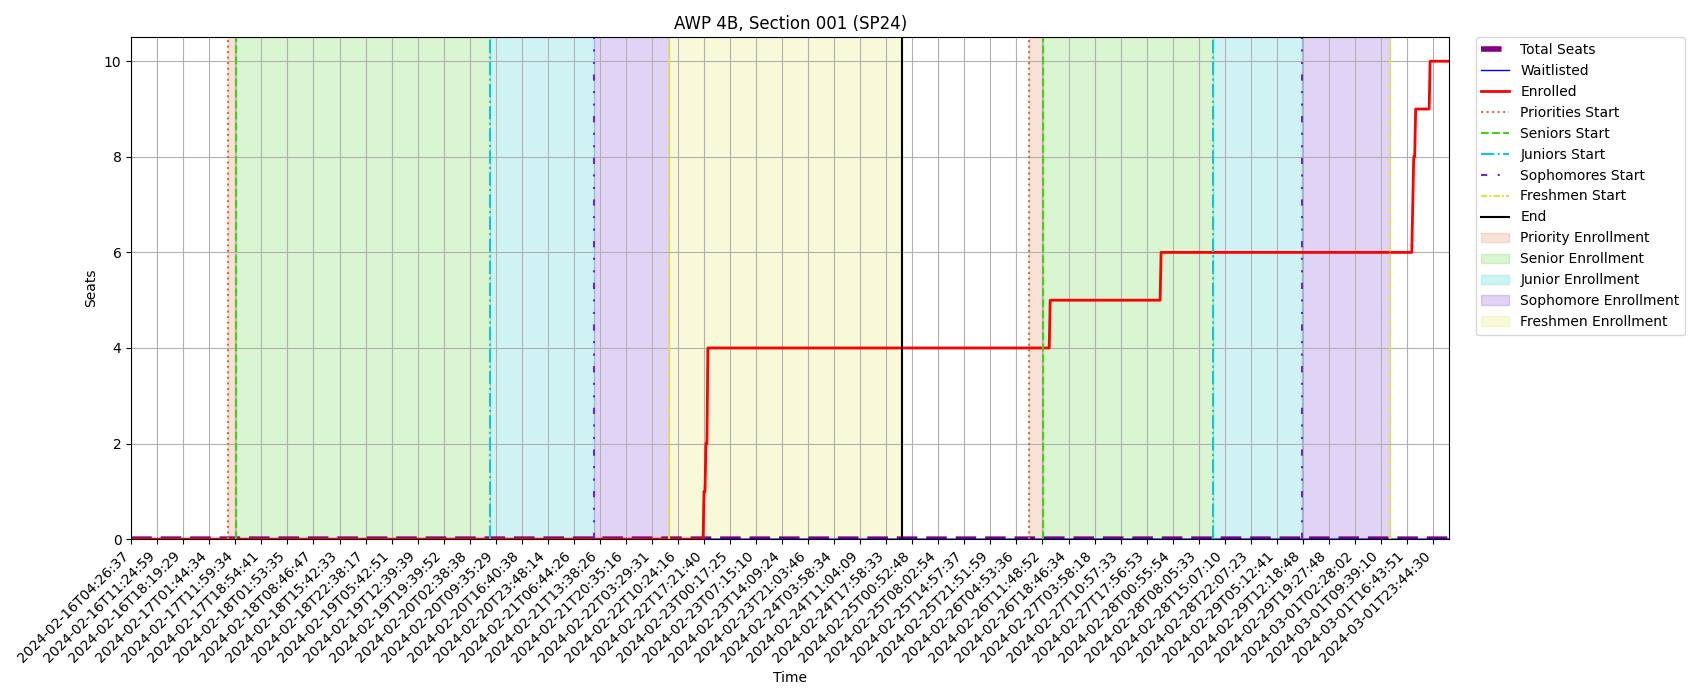 AWP 4B, Section 001 (SP24)
10
8
6
4
2
0
Seats
2024-02-16T04:26:37
2024-02-16T11:24:59
2024-02-16T18:19:29
2024-02-17T01:44:34
2024-02-17T11:59:34
2024-02-17T18:54:41
2024-02-18T01:53:35
2024-02-18T08:46:47
2024-02-18T15:42:33
2024-02-18T22:38:17
2024-02-19T05:42:51
2024-02-19T12:39:39
2024-02-19T19:39:52
2024-02-20T02:38:38
2024-02-20T09:35:29
2024-02-20T16:40:38
2024-02-20T23:48:14
2024-02-21T06:44:26
2024-02-21T13:38:26
2024-02-21T20:35:16
2024-02-22T03:29:31
2024-02-22T10:24:16
2024-02-22T17:21:40
2024-02-23T00:17:25
2024-02-23T07:15:10
2024-02-23T14:09:24
2024-02-23T21:03:46
2024-02-24T03:58:34
2024-02-24T11:04:09
2024-02-24T17:58:33
2024-02-25T00:52:48
2024-02-25T08:02:54
2024-02-25T14:57:37
2024-02-25T21:51:59
2024-02-26T04:53:36
2024-02-26T11:48:52
2024-02-26T18:46:34
2024-02-27T03:58:18
2024-02-27T10:57:33
2024-02-27T17:56:53
2024-02-28T00:55:54
2024-02-28T08:05:33
2024-02-28T15:07:10
2024-02-28T22:07:23
2024-02-29T05:12:41
2024-02-29T12:18:48
2024-02-29T19:27:48
2024-03-01T02:28:02
2024-03-01T09:39:10
2024-03-01T16:43:51
2024-03-01T23:44:30
Time
Total Seats
Waitlisted
Enrolled
Priorities Start
Seniors Start
Juniors Start
Sophomores Start
Freshmen Start
End
Priority Enrollment
Senior Enrollment
Junior Enrollment
Sophomore Enrollment
Freshmen Enrollment